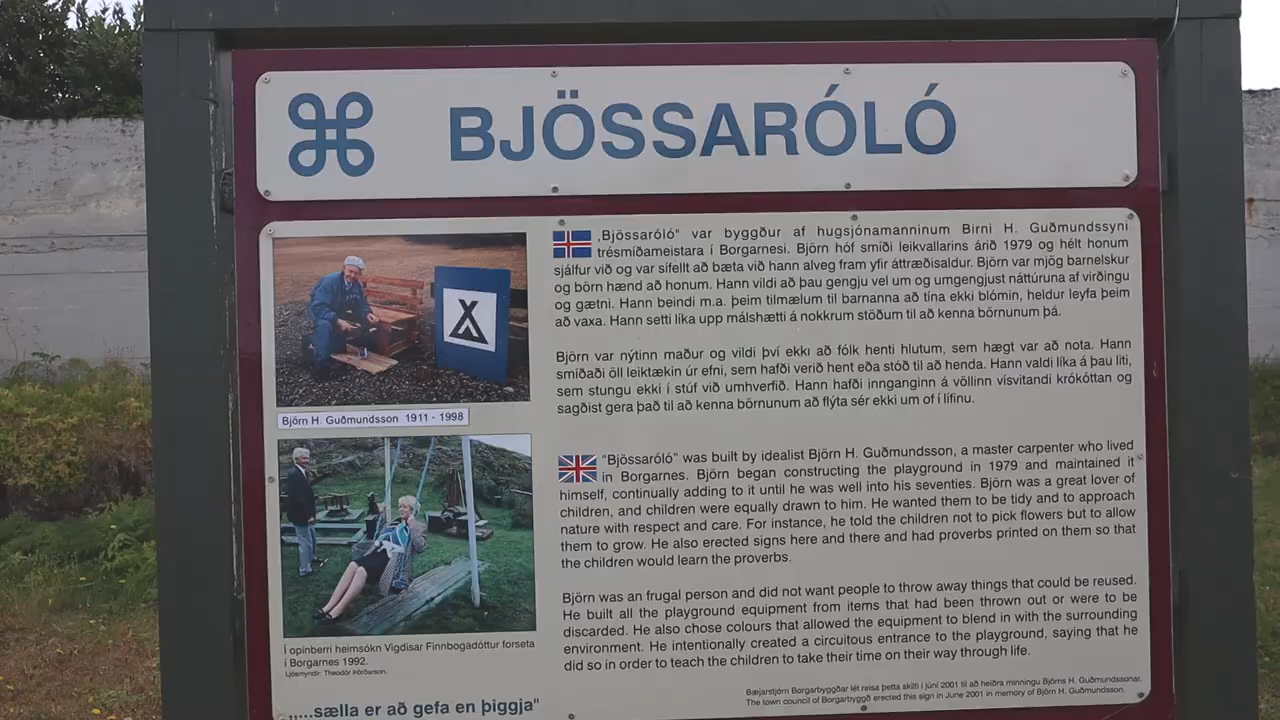 BJÖSSARÓLÓ
„Bjössaróló“ var byggður af hugsjónamanninum Birni H. Guðmundssyni
trésmíðameistara í Borgarnesi. Björn hóf smíði leikvallarins árið 1979 og hélt honum
sjálfur við og var sífellt að bæta við hann alveg fram yfir áttræðisaldur. Björn var mjög barnelskur
og börn hænd að honum. Hann vildi að þau gengju vel um og umgengjust náttúruna af virðingu
og gætni. Hann beindi m.a. þeim tilmælum til barnanna að tína ekki blómin, heldur leyfa þeim
að vaxa. Hann setti líka upp málshætti á nokkrum stöðum til að kenna börnunum þá.
Björn var nýtinn maður og vildi því ekki að fólk henti hlutum, sem hægt var að nota. Hann
smíðaði öll leiktækin úr efni, sem hafði verið hent eða stóð til að henda. Hann valdi líka á þau liti,
sem stungu ekki í stúf við umhverfið. Hann hafði innganginn á völlinn vísvitandi krókóttan og
sagðist gera það til að kenna börnunum að flýta sér ekki um of í lífinu.
"Bjössaróló" was built by idealist Björn H. Guðmundsson, a master carpenter who lived
in Borgarnes. Björn began constructing the playground in 1979 and maintained it
himself, continually adding to it until he was well into his seventies. Björn was a great lover of
children, and children were equally drawn to him. He wanted them to be tidy and to approach
nature with respect and care. For instance, he told the children not to pick flowers but to allow
them to grow. He also erected signs here and there and had proverbs printed on them so that
the children would learn the proverbs.
Björn was an frugal person and did not want people to throw away things that could be reused.
He built all the playground equipment from items that had been thrown out or were to be
discarded. He also chose colours that allowed the equipment to blend in with the surrounding
environment. He intentionally created a circuitous entrance to the playground, saying that he
did so in order to teach the children to take their time on their way through life.
Björn H. Guðmundsson 1911 - 1998
Í opinberri heimsókn Vigdísar Finnbogadóttur forseta
í Borgarnes 1992.
Ljósmyndir: Theodór Þórðarson.
„....sælla er að gefa en þiggja"
Bæjarstjórn Borgarbyggðar lét reisa þetta skilti í júní 2001 til að heiðra minningu Björns H. Guðmundssonar.
The town council of Borgarbyggð erected this sign in June 2001 in memory of Björn H. Guðmundsson.